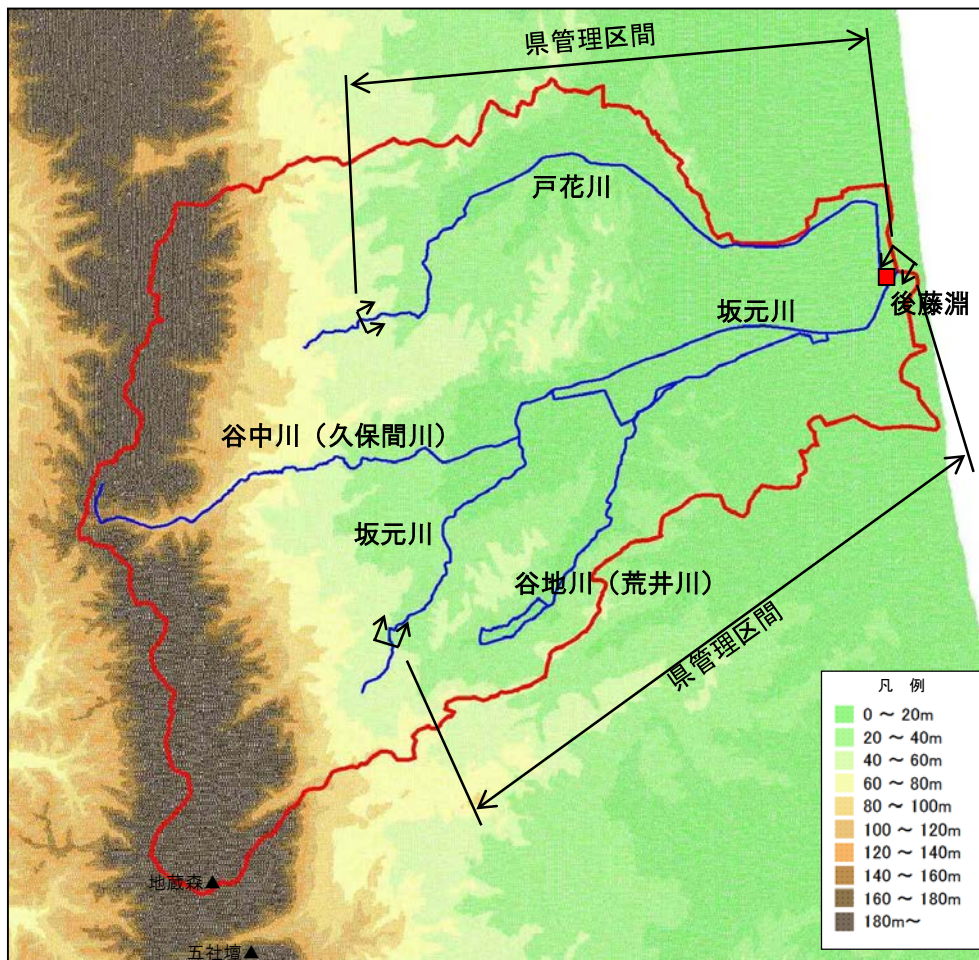 県管理区間
戸花川
後藤淵
坂元川
谷中川（久保間川）
坂元川
谷地川（荒井川）
県管理区間
地蔵森▲
五社壇▲
凡 例
0 ～ 20m
20 ～ 40m
40 ～ 60m
60 ～ 80m
80 ～ 100m
100 ～ 120m
120 ～ 140m
140 ～ 160m
160 ～ 180m
180m～